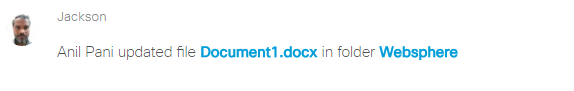 Jackson
Anil Pani updated file Document1.docx in folder Websphere